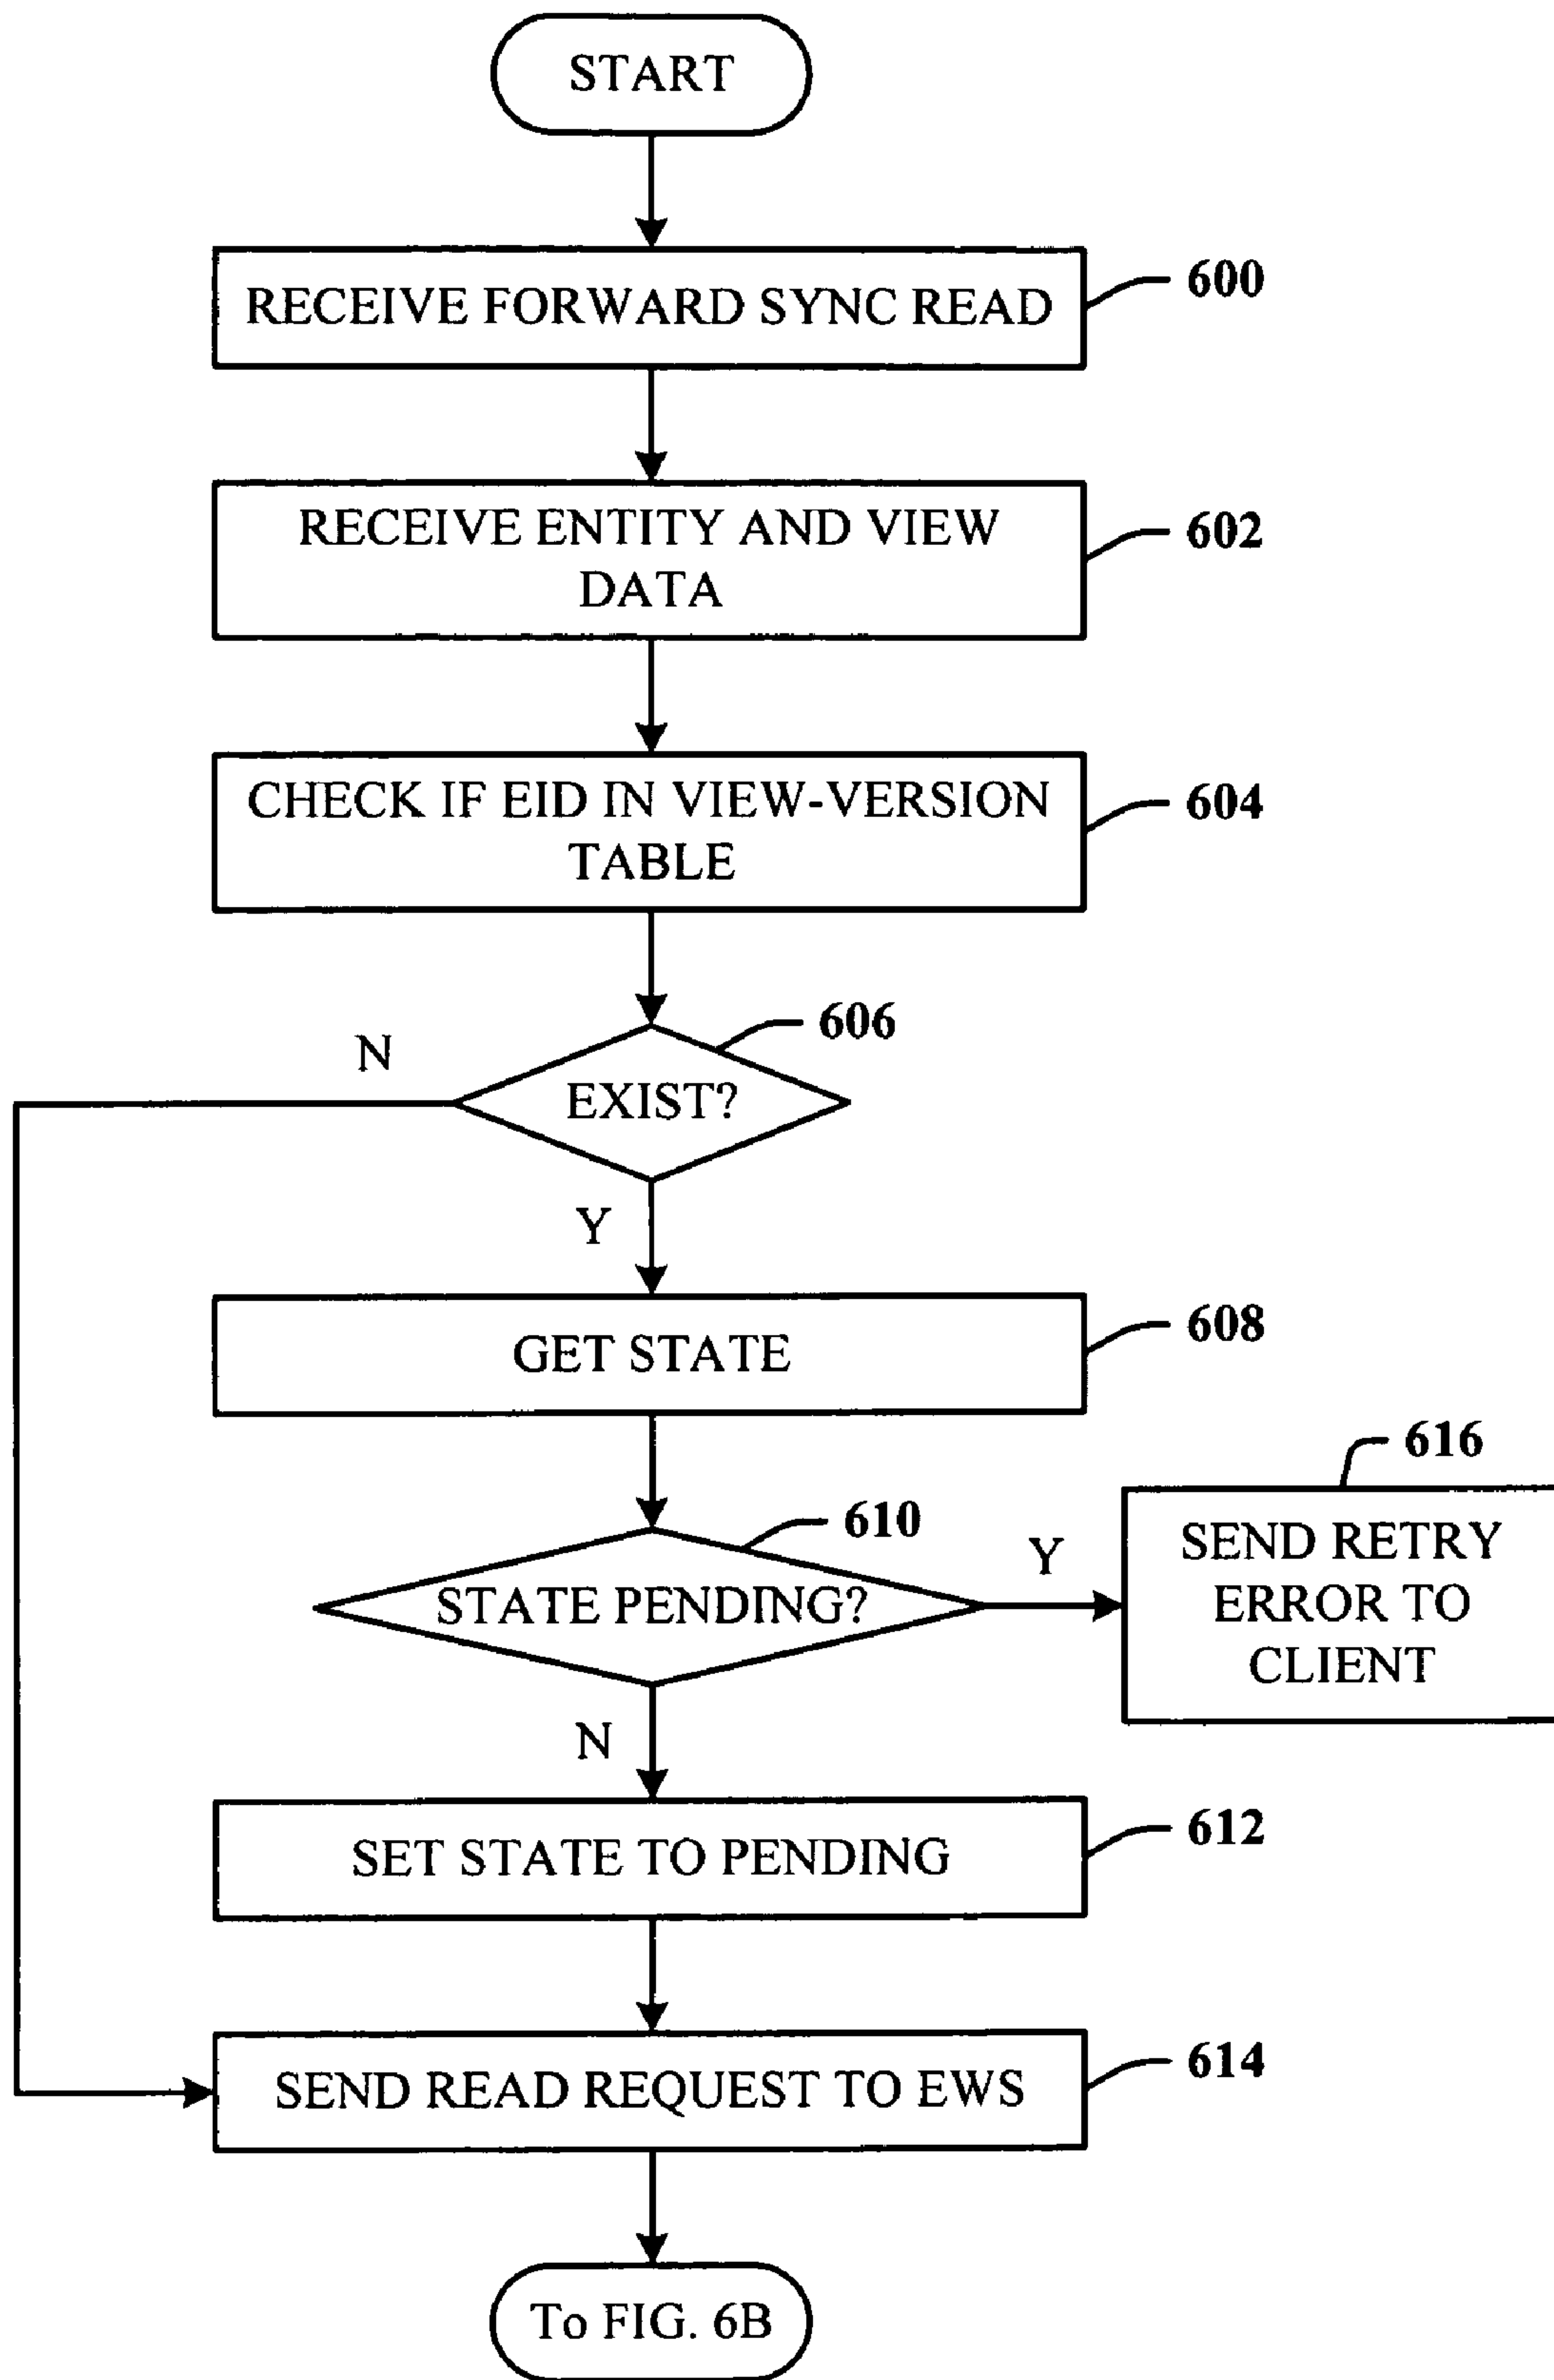 START
RECEIVE FORWARD SYNC READ
600
RECEIVE ENTITY AND VIEW
DATA
602
CHECK IF EID IN VIEW-VERSION
TABLE
604
606
N
EXIST?
Y
GET STATE
608
616
610
STATE PENDING?
Y
SEND RETRY
ERROR TO
CLIENT
N
SET STATE TO PENDING
612
SEND READ REQUEST TO EWS
614
To FIG. 6B